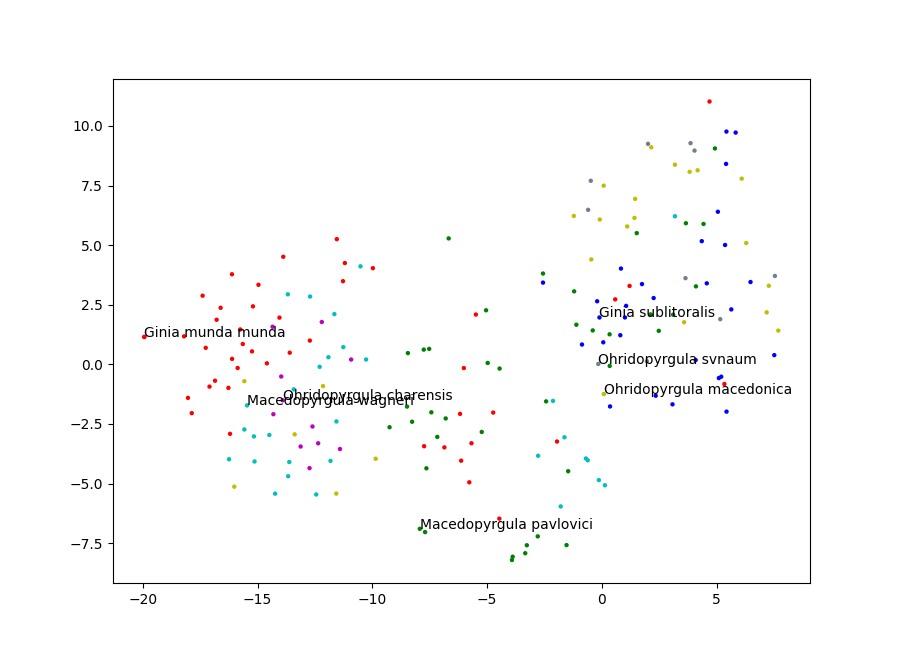 10.0
7.5
5.0
2.5
Ginia sublitoralis
Ginia munda munda
0.0
Ohridopyrgula svnaum
Ohridopyrgula macedonica
Ohridopyrgula charensis
Macedopyrgula wagneri
−2.5
−5.0
Macedopyrgula pavlovici
−7.5
−20
−15
−10
−5
0
5